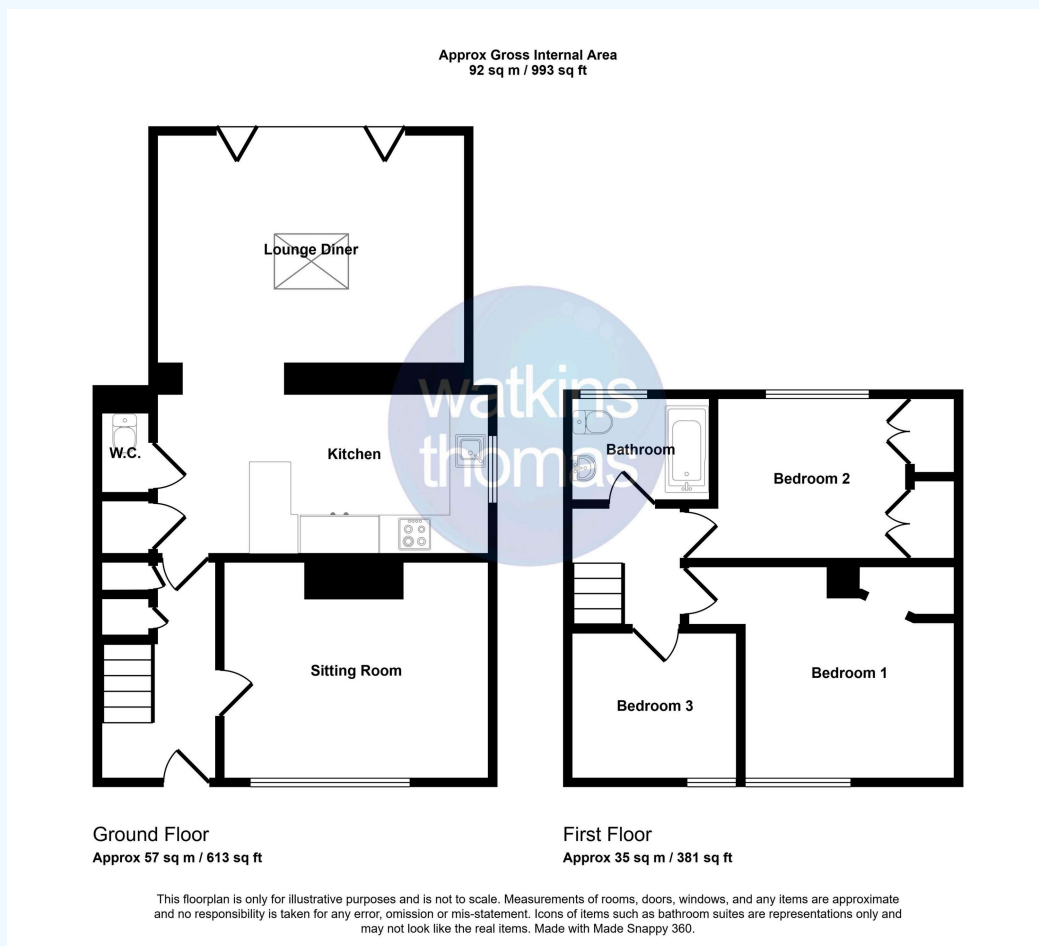 Approx Gross Internal Area
92 sq m / 993 sq ft
Lounge Diner
watkins
thomas
W.C.
Kitchen
Sitting Room
Bathroom
Bedroom 2
Bedroom 1
Bedroom 3
Ground Floor
Approx 57 sq m / 613 sq ft
First Floor
Approx 35 sq m / 381 sq ft
This floorplan is only for illustrative purposes and is not to scale. Measurements of rooms, doors, windows, and any items are approximate
and no responsibility is taken for any error, omission or mis-statement. Icons of items such as bathroom suites are representations only and
may not look like the real items. Made with Made Snappy 360.